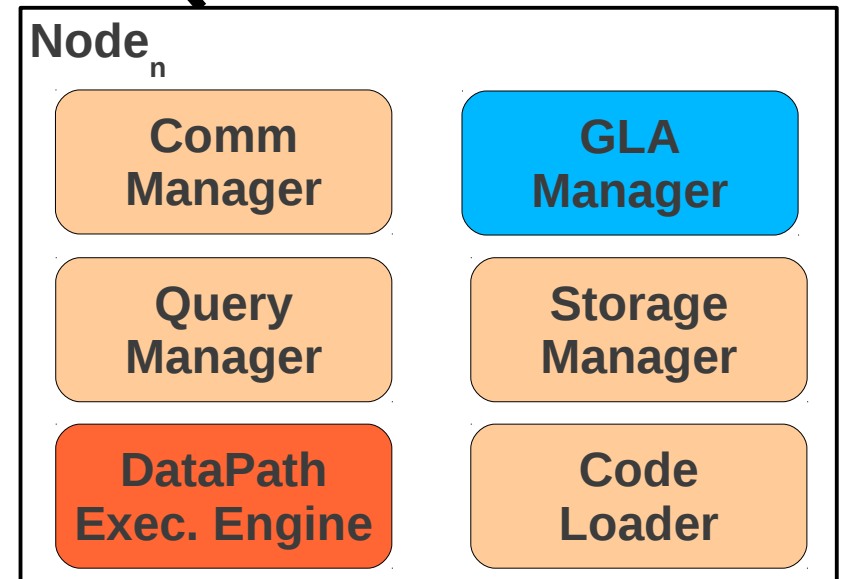 Node
n
Comm
Manager
GLA
Manager
Query
Manager
Storage
Manager
DataPath
Exec. Engine
Code
Loader